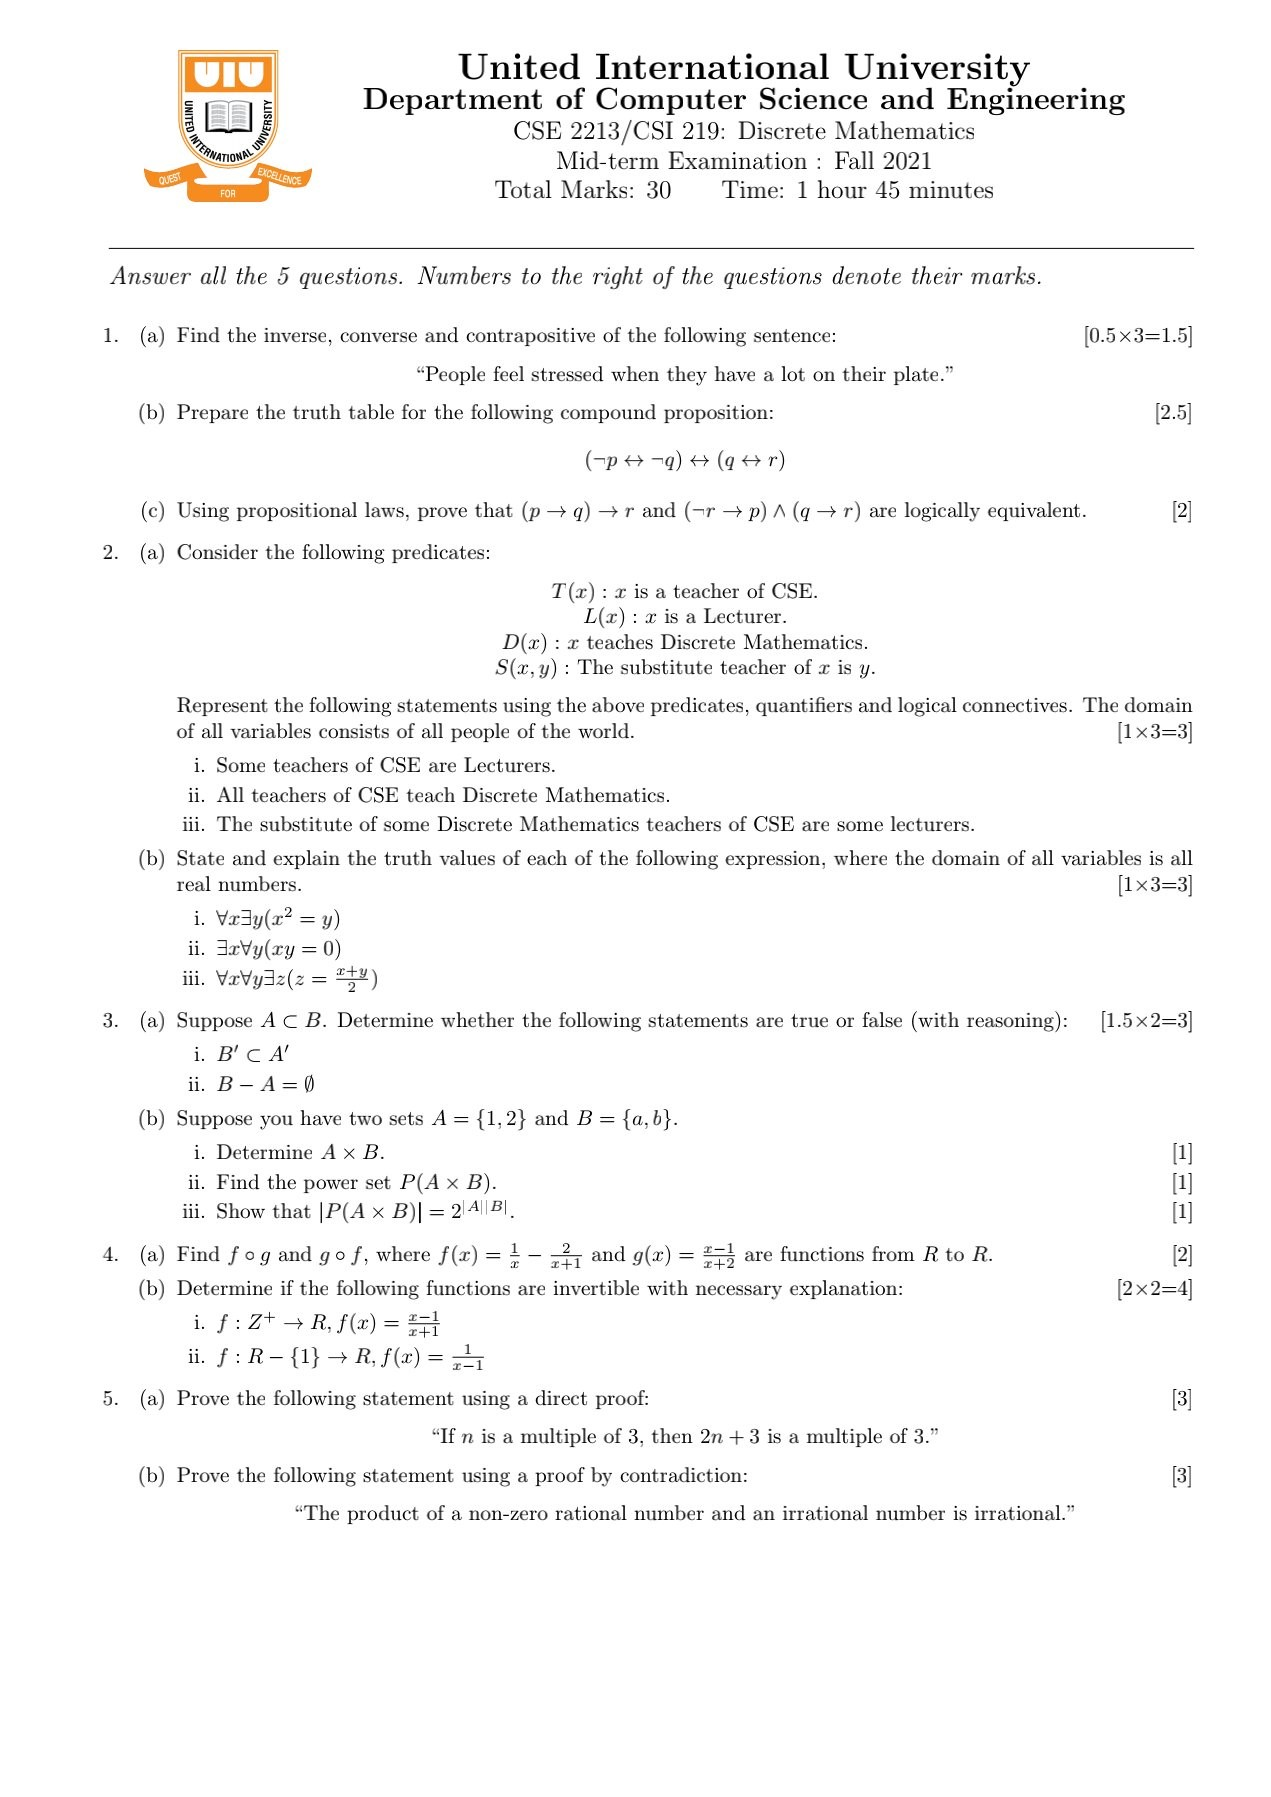 UIU
UNITED INTERNATIONAL UNIVERSITY
QUEST FOR EXCELLENCE
United International University
Department of Computer Science and Engineering
CSE 2213/CSI 219: Discrete Mathematics
Mid-term Examination : Fall 2021
Total Marks: 30 Time: 1 hour 45 minutes
Answer all the 5 questions. Numbers to the right of the questions denote their marks.
1. (a) Find the inverse, converse and contrapositive of the following sentence: [0.5×3=1.5]
“People feel stressed when they have a lot on their plate.”
(b) Prepare the truth table for the following compound proposition: [2.5]
(¬p ↔ ¬q) ↔ (q ↔ r)
(c) Using propositional laws, prove that (p → q) → r and (¬r → p) ∧ (q → r) are logically equivalent. [2]
2. (a) Consider the following predicates:
T(x) : x is a teacher of CSE.
L(x) : x is a Lecturer.
D(x) : x teaches Discrete Mathematics.
S(x, y) : The substitute teacher of x is y.
Represent the following statements using the above predicates, quantifiers and logical connectives. The domain
of all variables consists of all people of the world. [1×3=3]
i. Some teachers of CSE are Lecturers.
ii. All teachers of CSE teach Discrete Mathematics.
iii. The substitute of some Discrete Mathematics teachers of CSE are some lecturers.
(b) State and explain the truth values of each of the following expression, where the domain of all variables is all
real numbers. [1×3=3]
i. ∀x∃y(x² = y)
ii. ∃x∀y(xy = 0)
iii. ∀x∀y∃z(z = (x+y)/2)
3. (a) Suppose A ⊂ B. Determine whether the following statements are true or false (with reasoning): [1.5×2=3]
i. B′ ⊂ A′
ii. B − A = ∅
(b) Suppose you have two sets A = {1, 2} and B = {a, b}.
i. Determine A × B. [1]
ii. Find the power set P(A × B). [1]
iii. Show that |P(A × B)| = 2^{|A||B|}. [1]
4. (a) Find f ∘ g and g ∘ f, where f(x) = 1/x − 2/(x+1) and g(x) = (x−1)/(x+2) are functions from R to R. [2]
(b) Determine if the following functions are invertible with necessary explanation: [2×2=4]
i. f : Z⁺ → R, f(x) = (x−1)/(x+1)
ii. f : R − {1} → R, f(x) = 1/(x−1)
5. (a) Prove the following statement using a direct proof: [3]
“If n is a multiple of 3, then 2n + 3 is a multiple of 3.”
(b) Prove the following statement using a proof by contradiction: [3]
“The product of a non-zero rational number and an irrational number is irrational.”